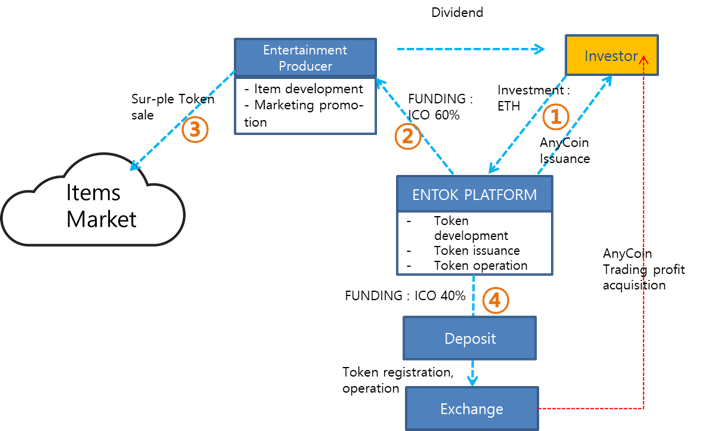 Dividend
Entertainment
Producer
- Item development
- Marketing promo-
tion
Investor
Sur-ple Token
sale
③
FUNDING :
ICO 60%
②
Investment :
ETH
①
AnyCoin
Issuance
Items
Market
ENTOK PLATFORM
- Token
development
- Token issuance
- Token operation
AnyCoin
Trading profit
acquisition
FUNDING : ICO 40%
④
Deposit
Token registration,
operation
Exchange